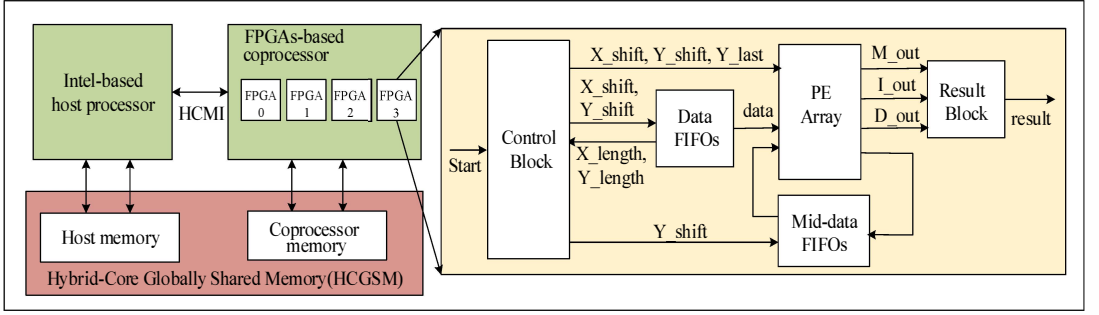 Intel-based
host processor
HCMI
FPGAs-based
coprocessor
FPGA
0
FPGA
1
FPGA
2
FPGA
3
Host memory
Coprocessor
memory
Hybrid-Core Globally Shared Memory(HCGSM)
Start
Control
Block
X_shift, Y_shift, Y_last
X_shift,
Y_shift
X_length,
Y_length
Y_shift
Data
FIFOs
data
PE
Array
Mid-data
FIFOs
M_out
I_out
D_out
Result
Block
result